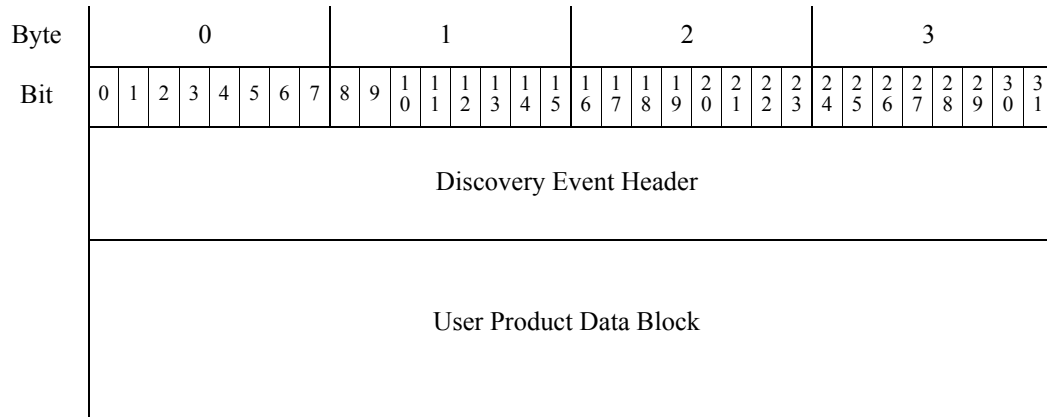 Byte 0 1 2 3
Bit 0 1 2 3 4 5 6 7 8 9 10 11 12 13 14 15 16 17 18 19 20 21 22 23 24 25 26 27 28 29 30 31
Discovery Event Header
User Product Data Block